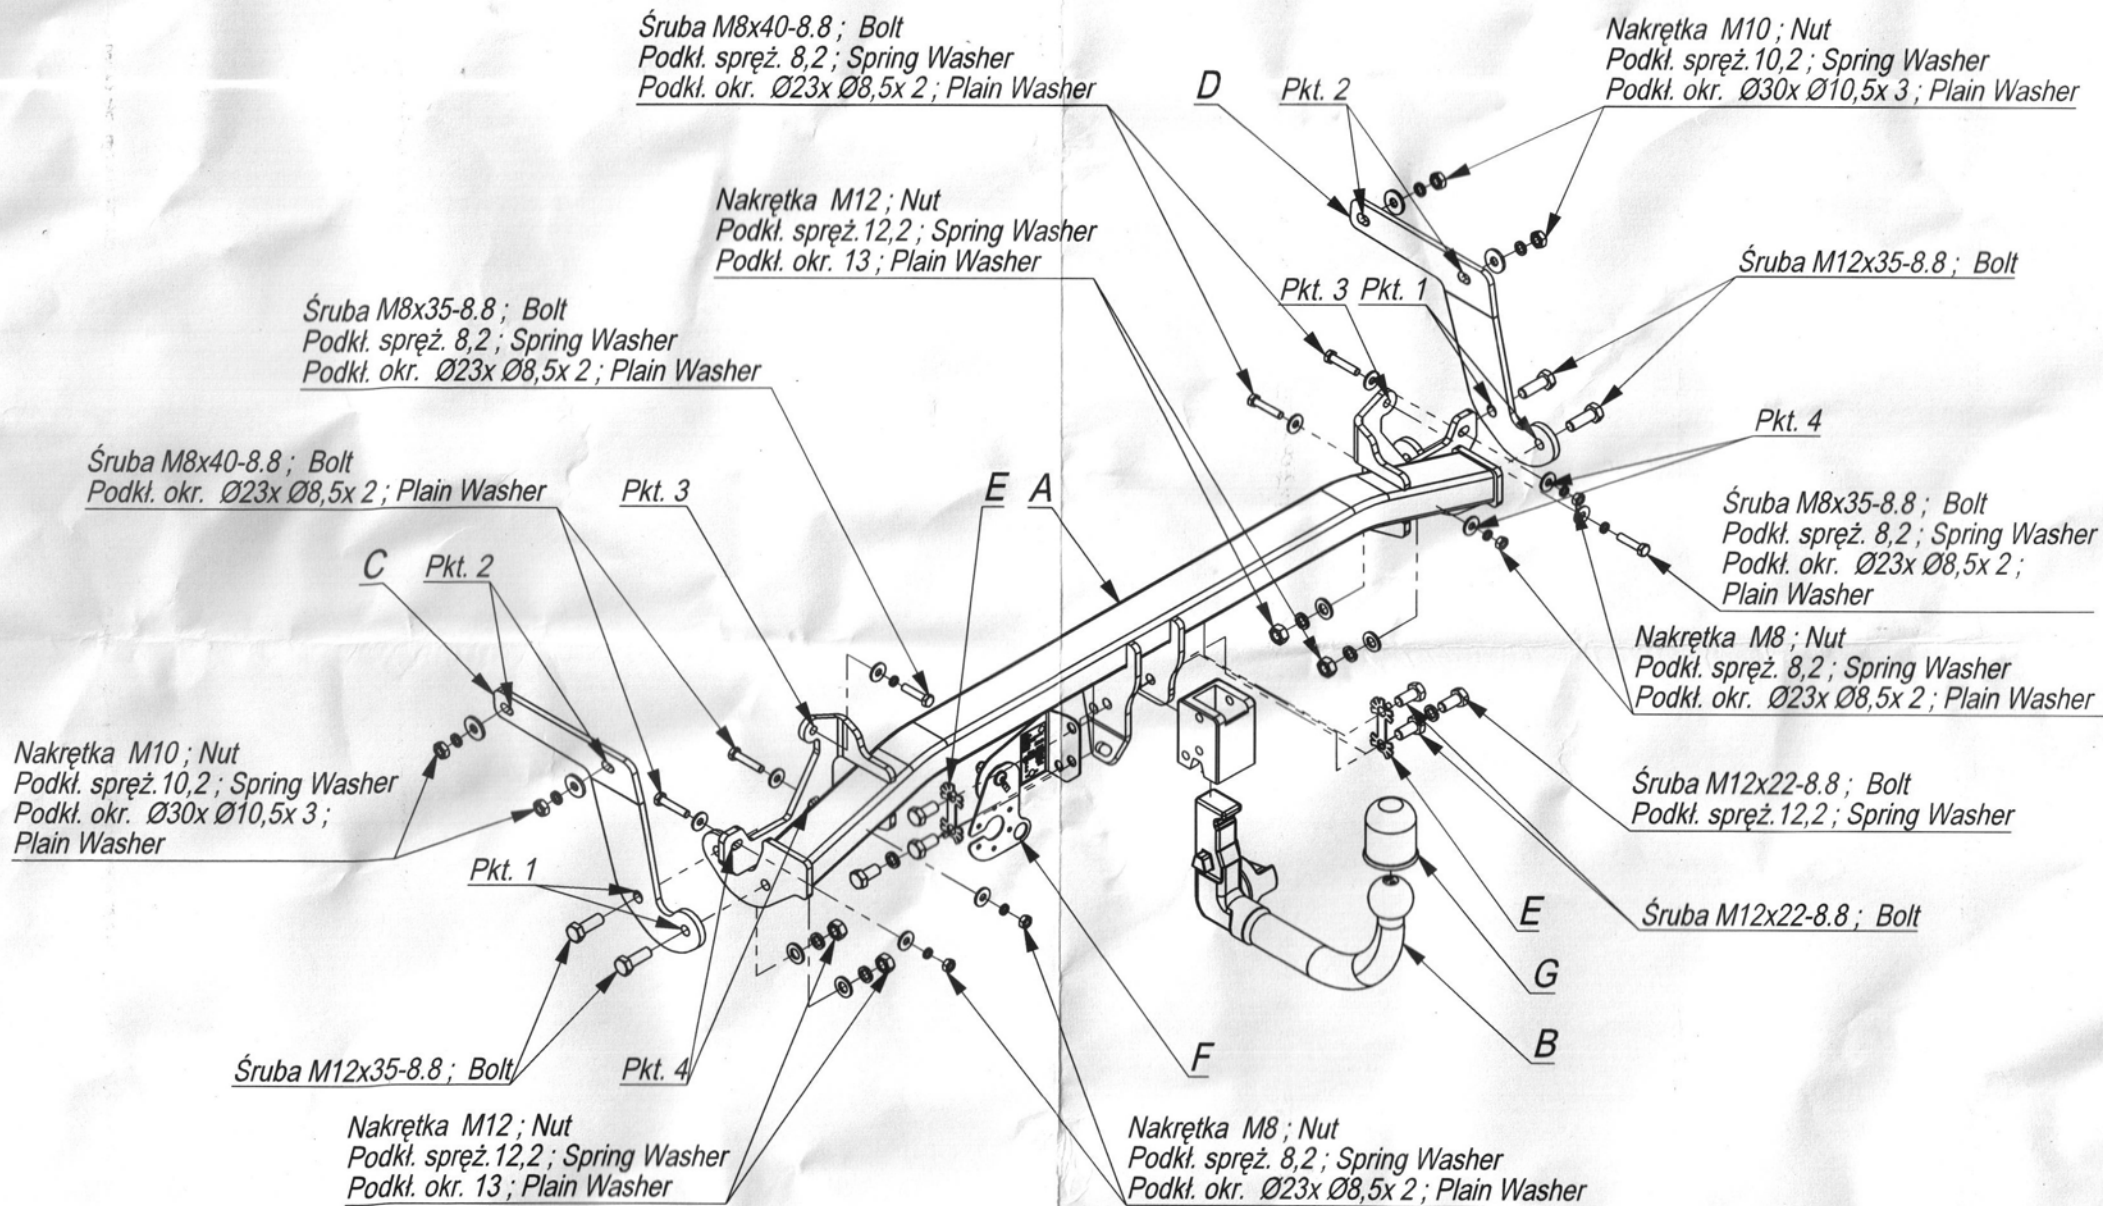 Śruba M8x40-8.8 ; Bolt
Podkł. spręż. 8,2 ; Spring Washer
Podkł. okr. Ø23x Ø8,5x 2 ; Plain Washer
D
Pkt. 2
Nakrętka M10 ; Nut
Podkł. spręż. 10,2 ; Spring Washer
Podkł. okr. Ø30x Ø10,5x 3 ; Plain Washer
Nakrętka M12 ; Nut
Podkł. spręż. 12,2 ; Spring Washer
Podkł. okr. 13 ; Plain Washer
Śruba M12x35-8.8 ; Bolt
Pkt. 3
Pkt. 1
Śruba M8x35-8.8 ; Bolt
Podkł. spręż. 8,2 ; Spring Washer
Podkł. okr. Ø23x Ø8,5x 2 ; Plain Washer
Pkt. 4
Śruba M8x40-8.8 ; Bolt
Podkł. okr. Ø23x Ø8,5x 2 ; Plain Washer
Pkt. 3
E
A
Śruba M8x35-8.8 ; Bolt
Podkł. spręż. 8,2 ; Spring Washer
Podkł. okr. Ø23x Ø8,5x 2 ;
Plain Washer
C
Pkt. 2
Nakrętka M8 ; Nut
Podkł. spręż. 8,2 ; Spring Washer
Podkł. okr. Ø23x Ø8,5x 2 ; Plain Washer
Nakrętka M10 ; Nut
Podkł. spręż. 10,2 ; Spring Washer
Podkł. okr. Ø30x Ø10,5x 3 ;
Plain Washer
Śruba M12x22-8.8 ; Bolt
Podkł. spręż. 12,2 ; Spring Washer
Pkt. 1
E
Śruba M12x22-8.8 ; Bolt
G
B
F
Śruba M12x35-8.8 ; Bolt
Pkt. 4
Nakrętka M12 ; Nut
Podkł. spręż. 12,2 ; Spring Washer
Podkł. okr. 13 ; Plain Washer
Nakrętka M8 ; Nut
Podkł. spręż. 8,2 ; Spring Washer
Podkł. okr. Ø23x Ø8,5x 2 ; Plain Washer